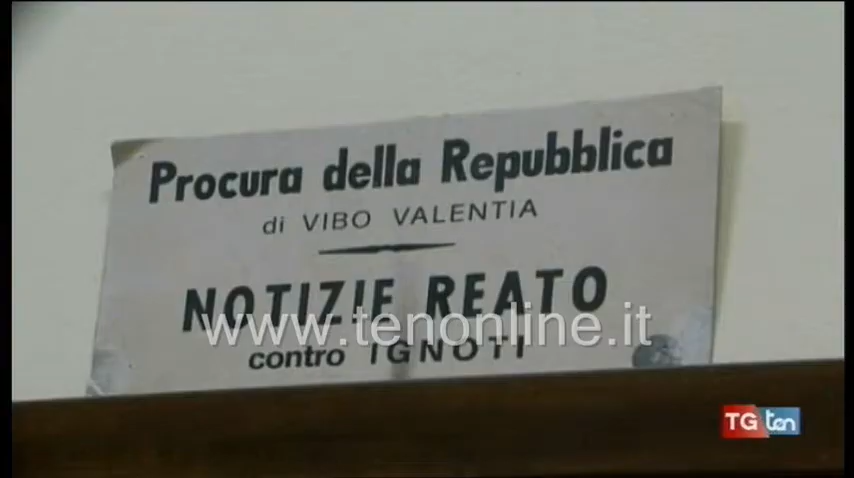 Procura della Repubblica
di VIBO VALENTIA
NOTIZIE REATO
www.tenonline.it
contro IGNOTI
TG ten